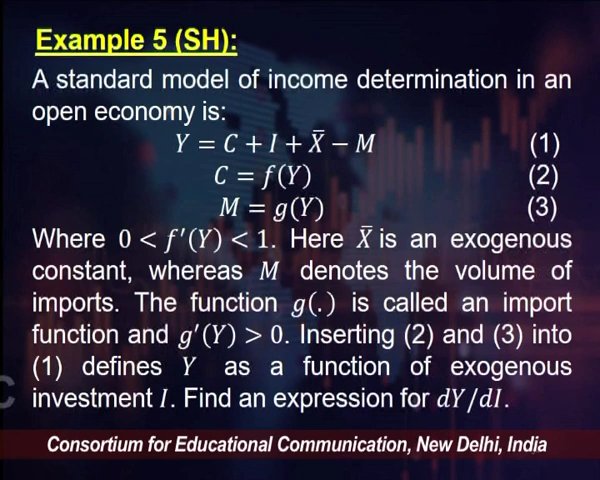 Example 5 (SH):
A standard model of income determination in an
open economy is:
Y = C + I + X̄ − M (1)
C = f(Y) (2)
M = g(Y) (3)
Where 0 < f′(Y) < 1. Here X̄ is an exogenous
constant, whereas M denotes the volume of
imports. The function g(.) is called an import
function and g′(Y) > 0. Inserting (2) and (3) into
(1) defines Y as a function of exogenous
investment I. Find an expression for dY/dI.
Consortium for Educational Communication, New Delhi, India